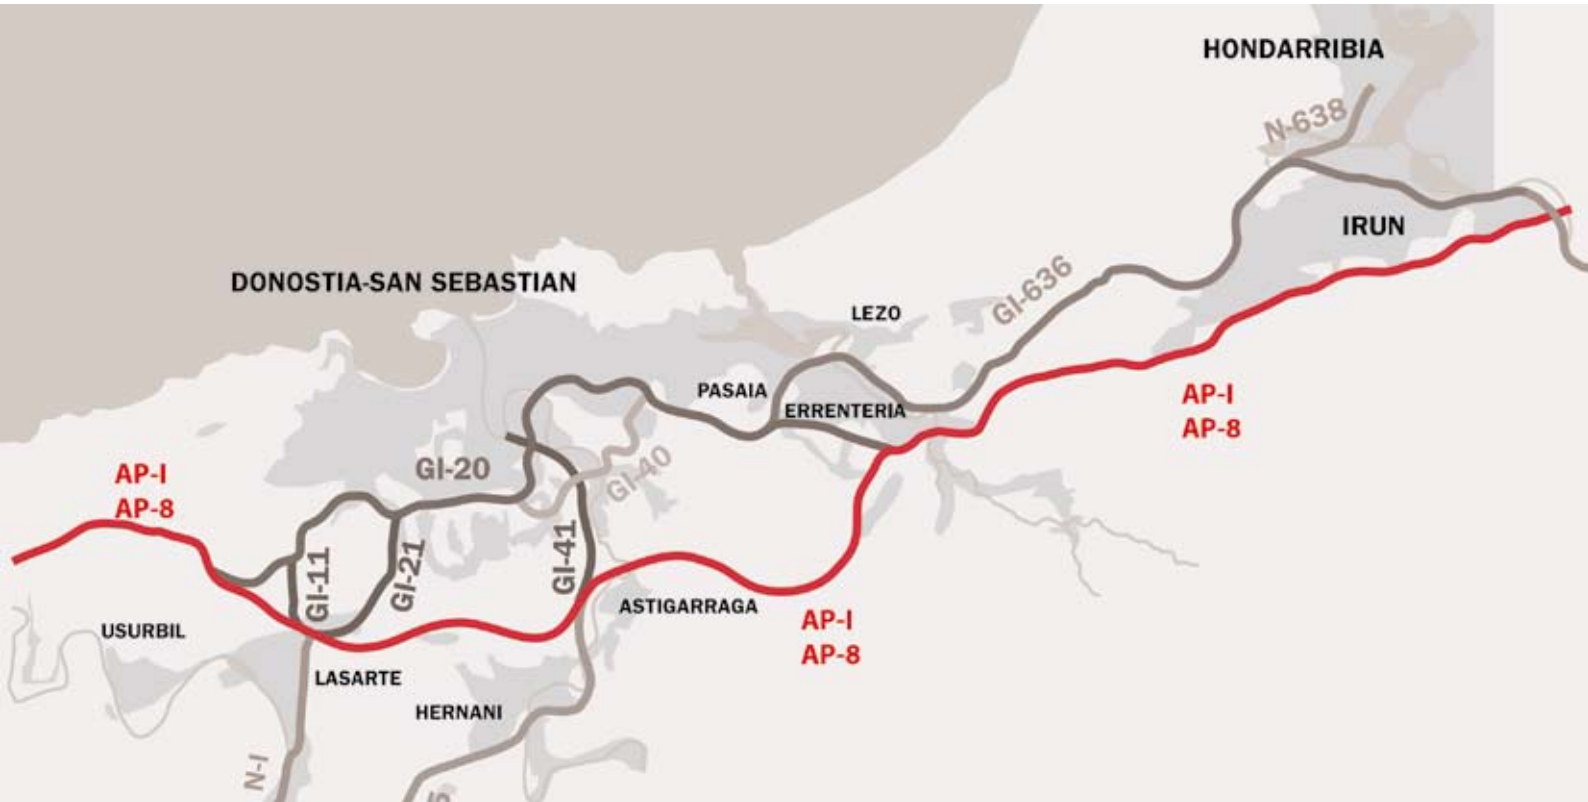 HONDARRIBIA
N-638
IRUN
DONOSTIA-SAN SEBASTIAN
GI-636
LEZO
PASAIA
ERRENTERIA
AP-I
AP-8
GI-20
GI-40
AP-I
AP-8
GI-11
GI-21
GI-41
ASTIGARRAGA
AP-I
AP-8
USURBIL
LASARTE
HERNANI
N-I